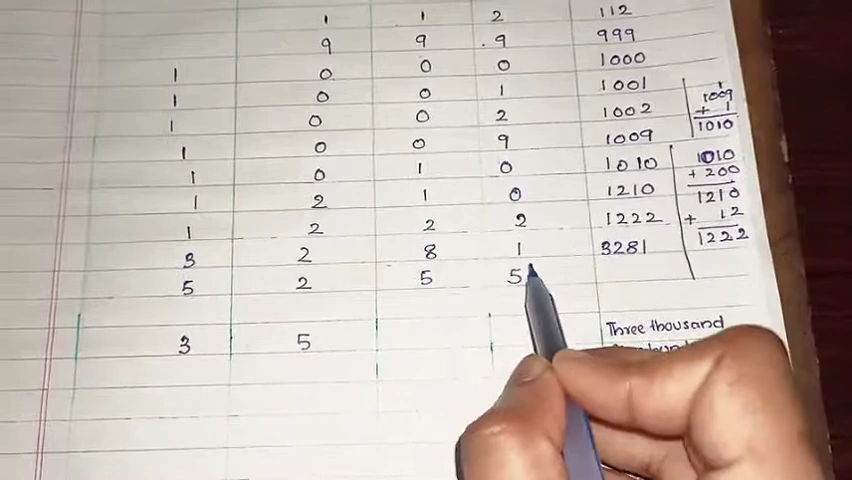 1 1 2 112
9 9 .9 999
1 0 0 0 1000
1 0 0 1 1001
1 0 0 2 1002
1 0 0 9 1009
1 0 1 0 1010
1 2 1 0 1210
1 2 2 2 1222
3 2 8 1 3281
5 2 5 5
3 5 Three thousand
1
1009
+ 1
1010
1010
+ 200
1210
+ 12
1222